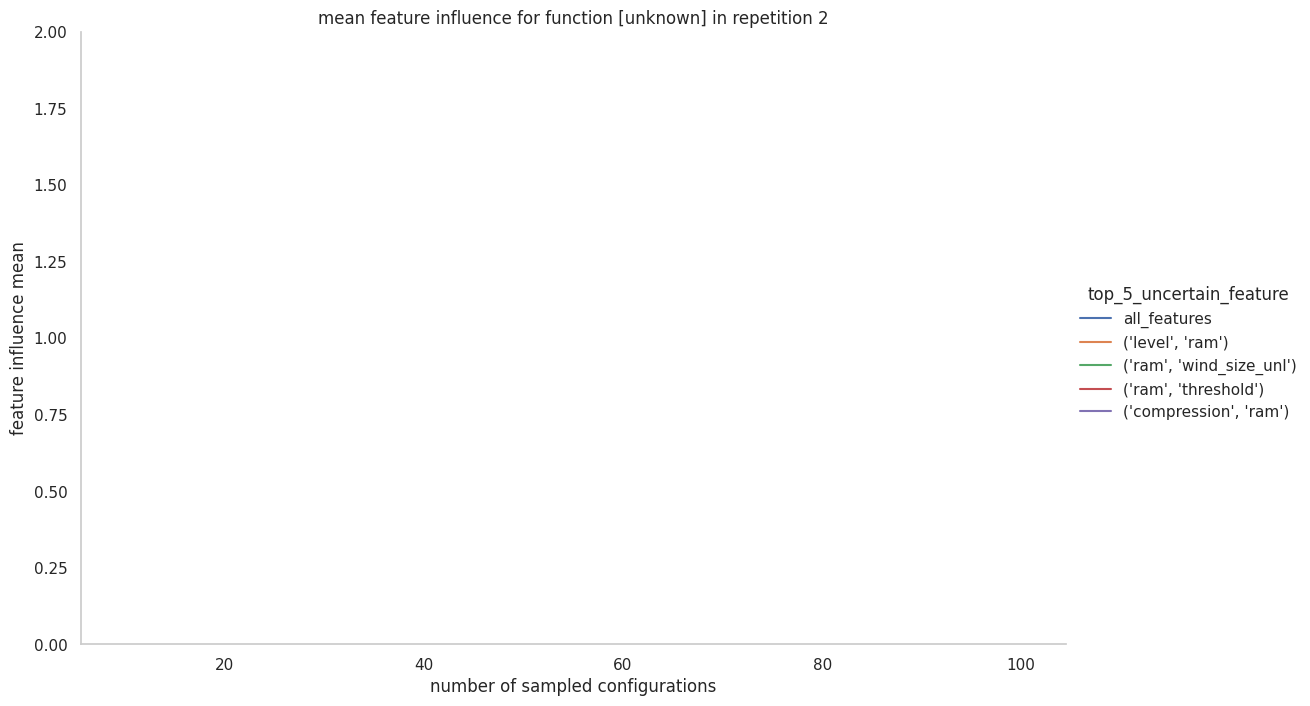 mean feature influence for function [unknown] in repetition 2
2.00
1.75
1.50
1.25
1.00
0.75
0.50
0.25
0.00
feature influence mean
20 40 60 80 100
number of sampled configurations
top_5_uncertain_feature
all_features
('level', 'ram')
('ram', 'wind_size_unl')
('ram', 'threshold')
('compression', 'ram')